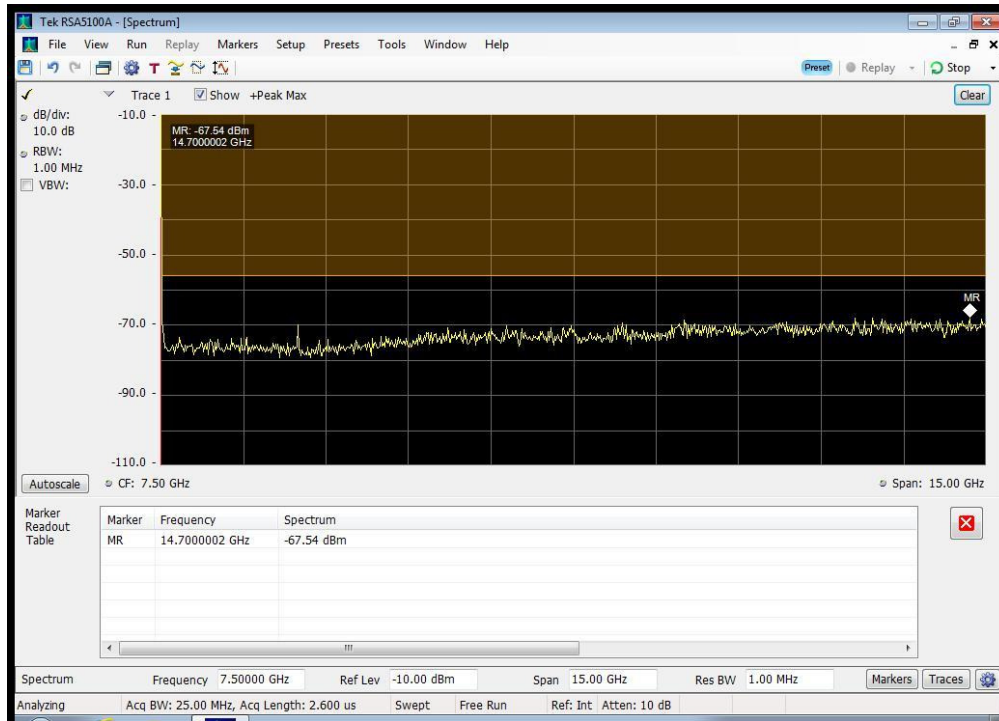 Tek RSA5100A - [Spectrum]
File View Run Replay Markers Setup Presets Tools Window Help
T
Preset Replay Stop
Trace 1 Show +Peak Max Clear
dB/div:
10.0 dB
RBW:
1.00 MHz
VBW:
-10.0
-30.0
-50.0
-70.0
-90.0
-110.0
MR: -67.54 dBm
14.7000002 GHz
MR
Autoscale CF: 7.50 GHz Span: 15.00 GHz
Marker
Readout
Table
Marker Frequency Spectrum
MR 14.7000002 GHz -67.54 dBm
Spectrum Frequency 7.50000 GHz Ref Lev -10.00 dBm Span 15.00 GHz Res BW 1.00 MHz Markers Traces
Analyzing Acq BW: 25.00 MHz, Acq Length: 2.600 us Swept Free Run Ref: Int Atten: 10 dB